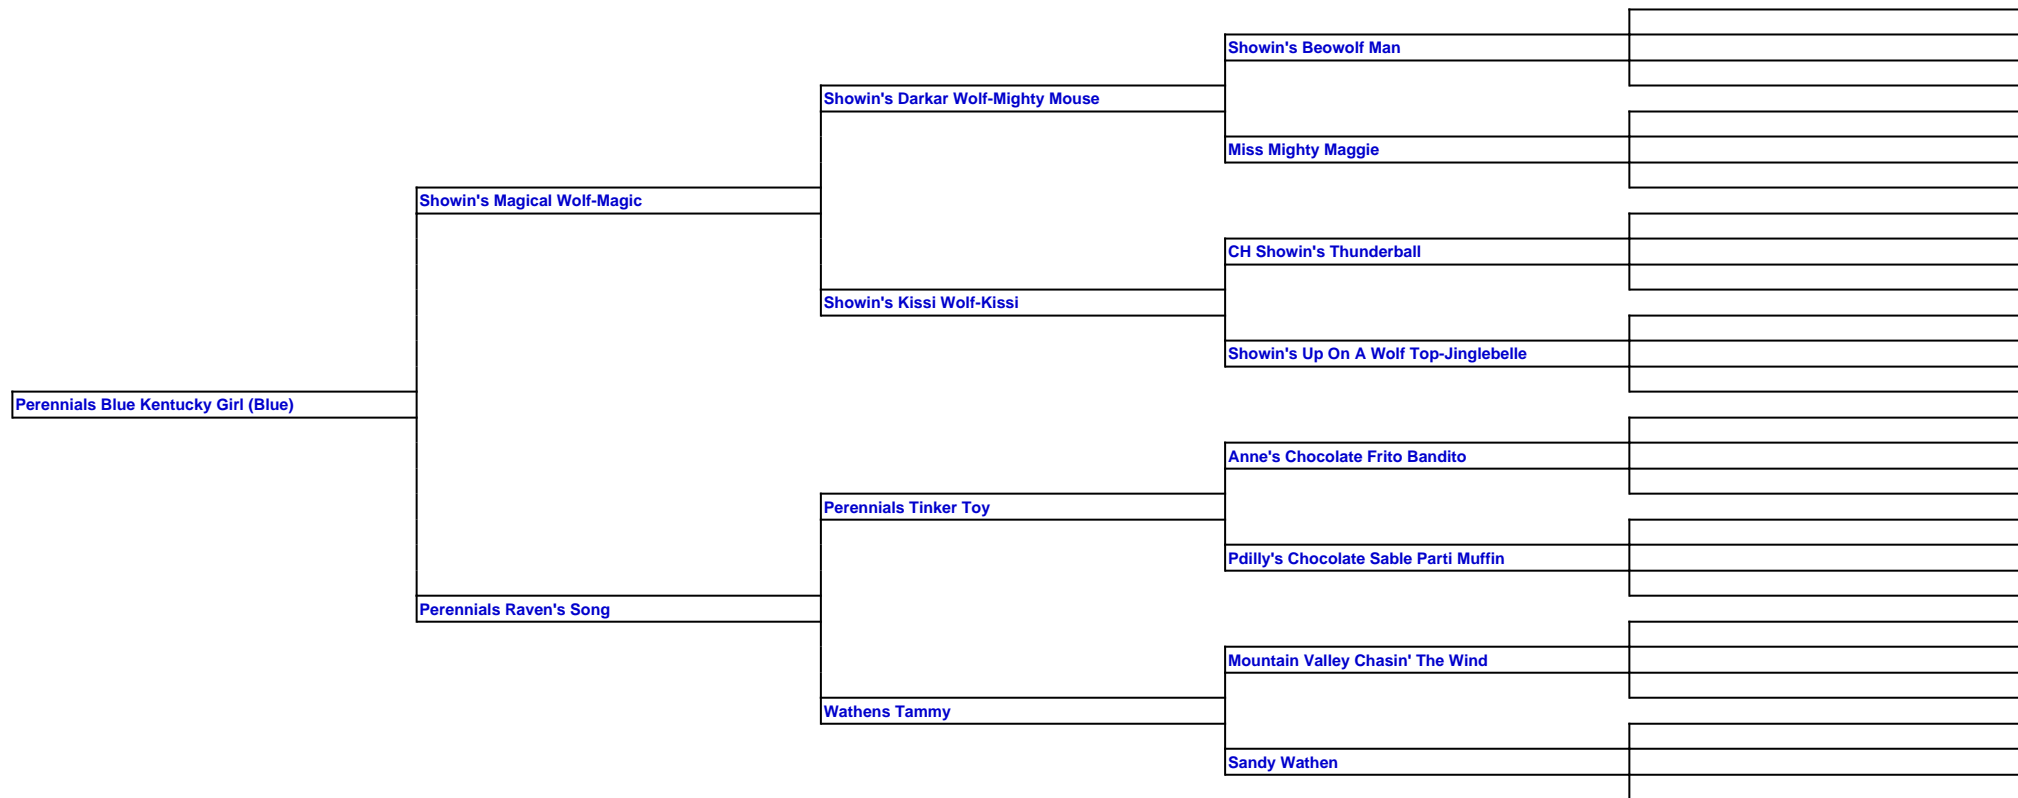 Showin's Beowolf Man
Showin's Darkar Wolf-Mighty Mouse
Miss Mighty Maggie
Showin's Magical Wolf-Magic
CH Showin's Thunderball
Showin's Kissi Wolf-Kissi
Showin's Up On A Wolf Top-Jinglebelle
Perennials Blue Kentucky Girl (Blue)
Anne's Chocolate Frito Bandito
Perennials Tinker Toy
Pdilly's Chocolate Sable Parti Muffin
Perennials Raven's Song
Mountain Valley Chasin' The Wind
Wathens Tammy
Sandy Wathen